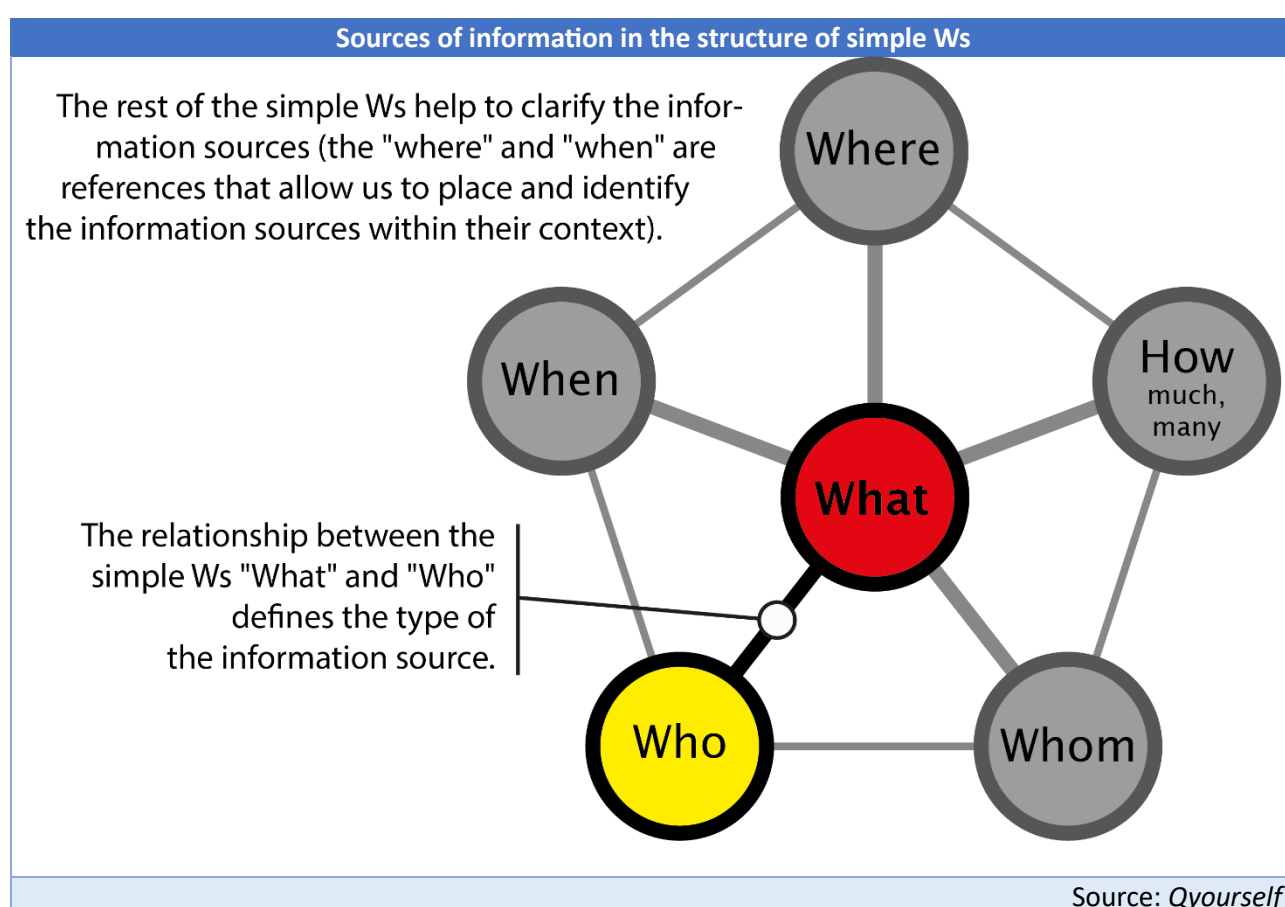 Sources of information in the structure of simple Ws
The rest of the simple Ws help to clarify the infor-
mation sources (the "where" and "when" are
references that allow us to place and identify
the information sources within their context).
Where
When
How
much,
many
What
The relationship between the
simple Ws "What" and "Who"
defines the type of
the information source.
Who
Whom
Source: Qyourself